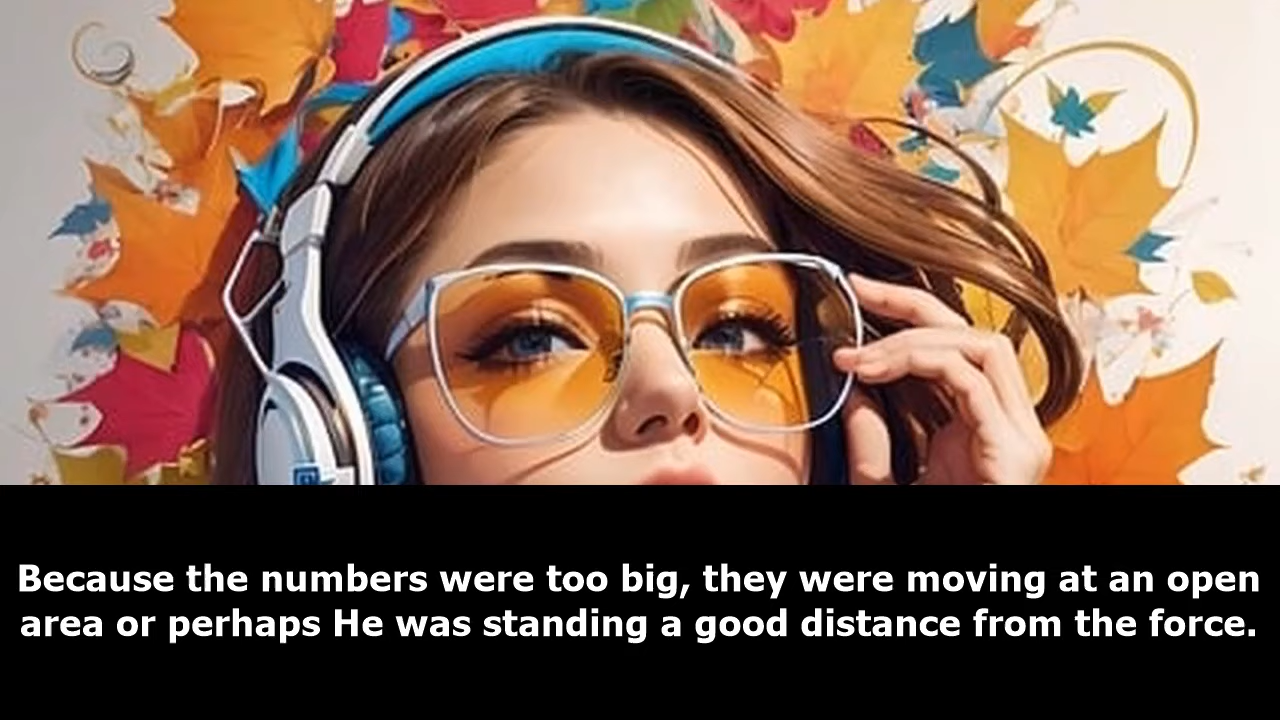 Because the numbers were too big, they were moving at an open
area or perhaps He was standing a good distance from the force.